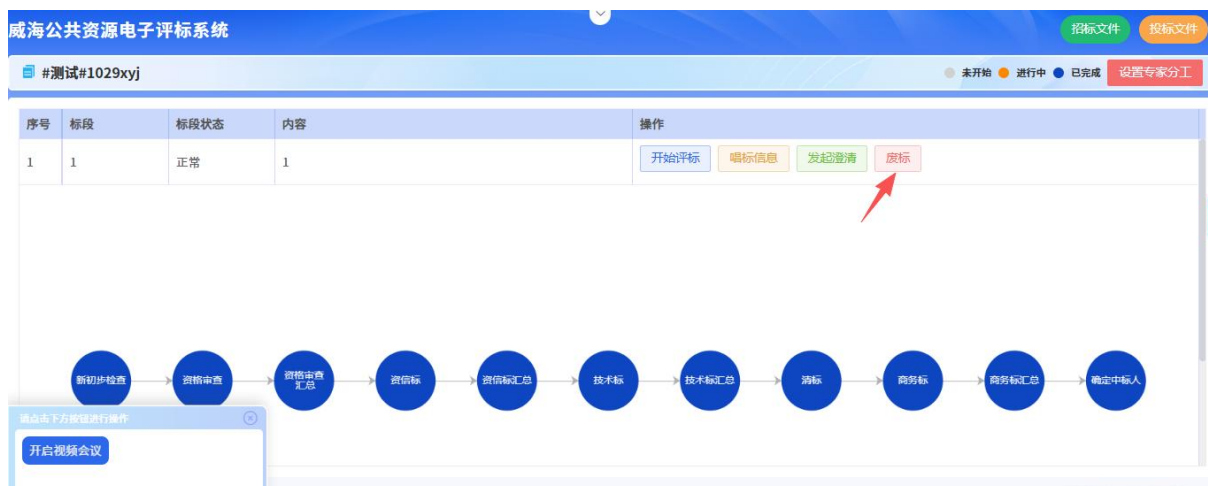 威海公共资源电子评标系统
招标文件
投标文件
#测试#1029xyj
未开始
进行中
已完成
设置专家分工
序号 标段 标段状态 内容 操作
1 1 正常 1 开始评标 唱标信息 发起澄清 废标
新初步检查
资格审查
资格审查
汇总
资信标
资信标汇总
技术标
技术标汇总
清标
商务标
商务标汇总
确定中标人
请点击下方按钮进行操作
开启视频会议